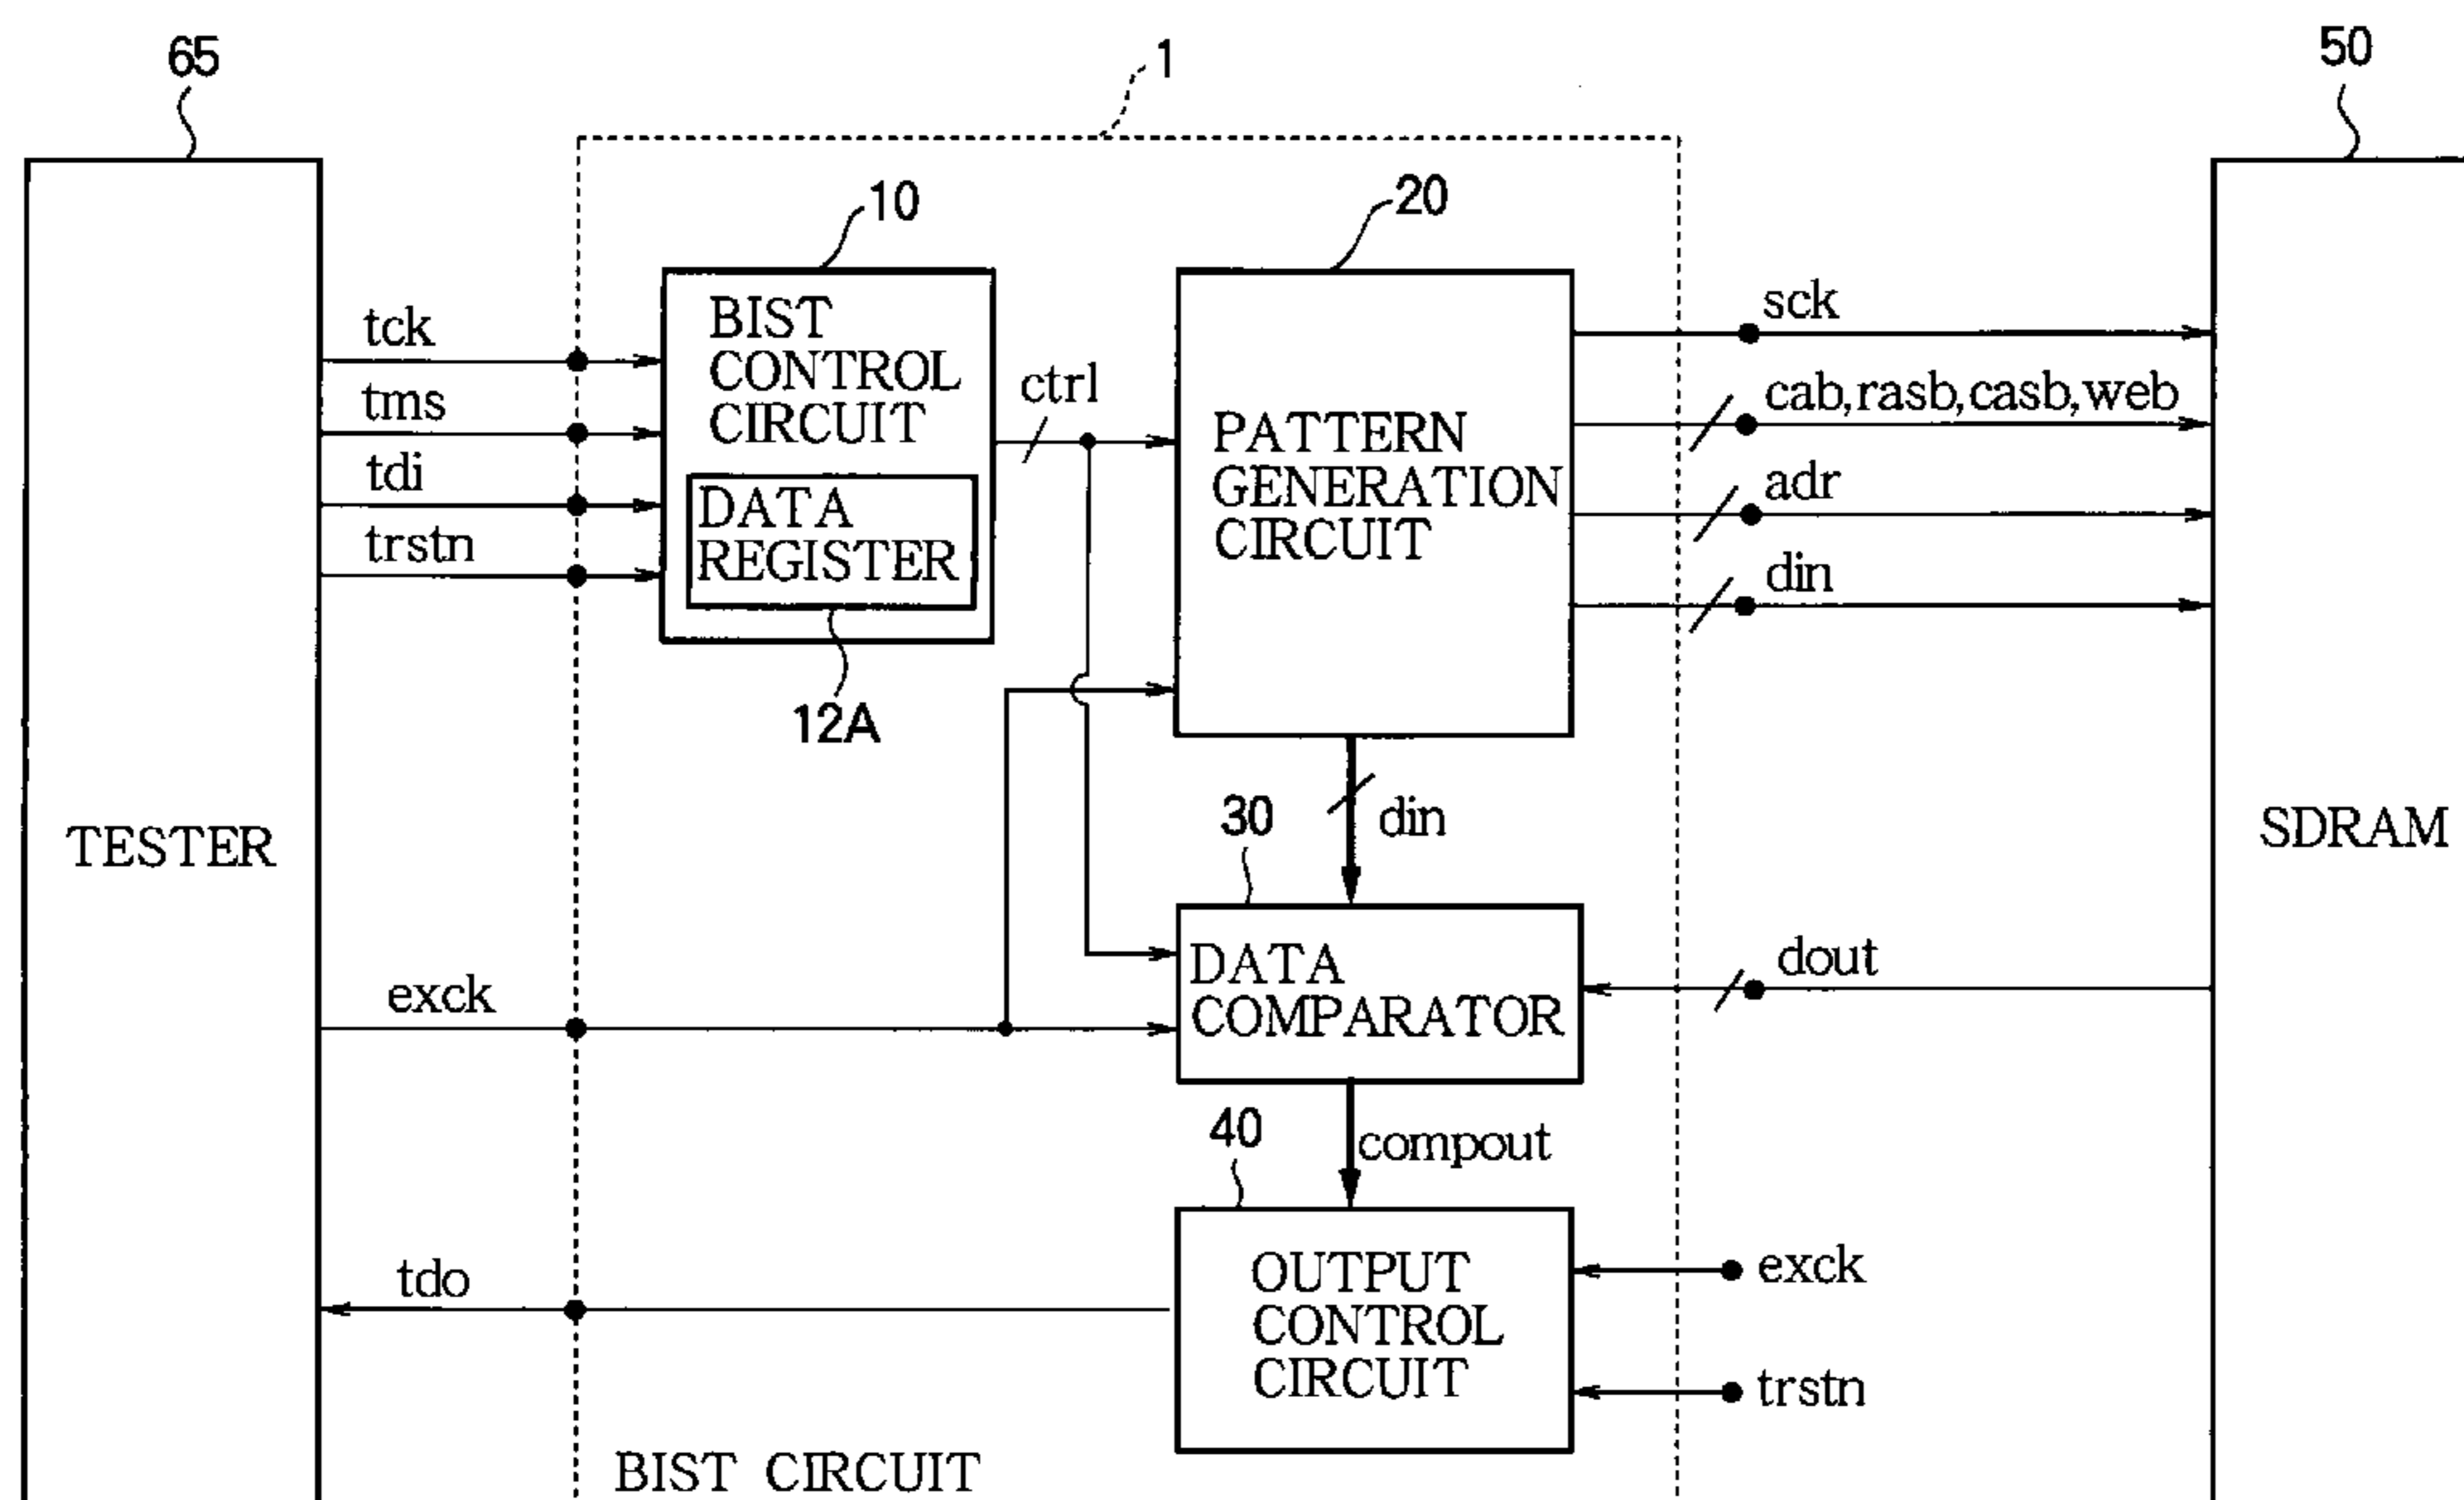 65
1
50
10
20
BIST
CONTROL
CIRCUIT
DATA
REGISTER
12A
tck
tms
tdi
trstn
ctrl
PATTERN
GENERATION
CIRCUIT
sck
cab,rasb,casb,web
adr
din
TESTER
30
din
SDRAM
DATA
COMPARATOR
dout
exck
40
compout
tdo
OUTPUT
CONTROL
CIRCUIT
exck
trstn
BIST CIRCUIT